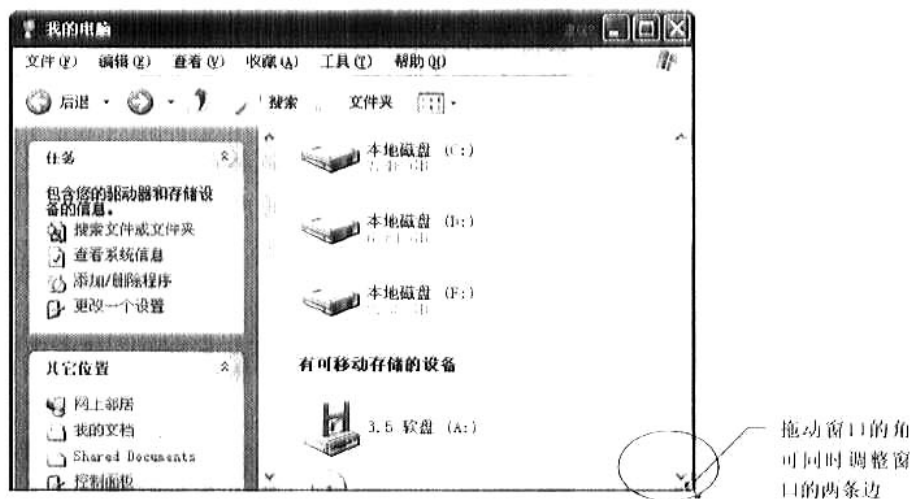 我的电脑
文件(F) 编辑(E) 查看(V) 收藏(A) 工具(T) 帮助(H)
后退 搜索 文件夹
任务
包含您的驱动器和存储设
备的信息。
搜索文件或文件夹
查看系统信息
添加/删除程序
更改一个设置
其它位置
网上邻居
我的文档
Shared Documents
控制面板
本地磁盘 (C:)
本地磁盘 (D:)
本地磁盘 (F:)
有可移动存储的设备
3.5 软盘 (A:)
拖动窗口的角
可同时调整窗
口的两条边